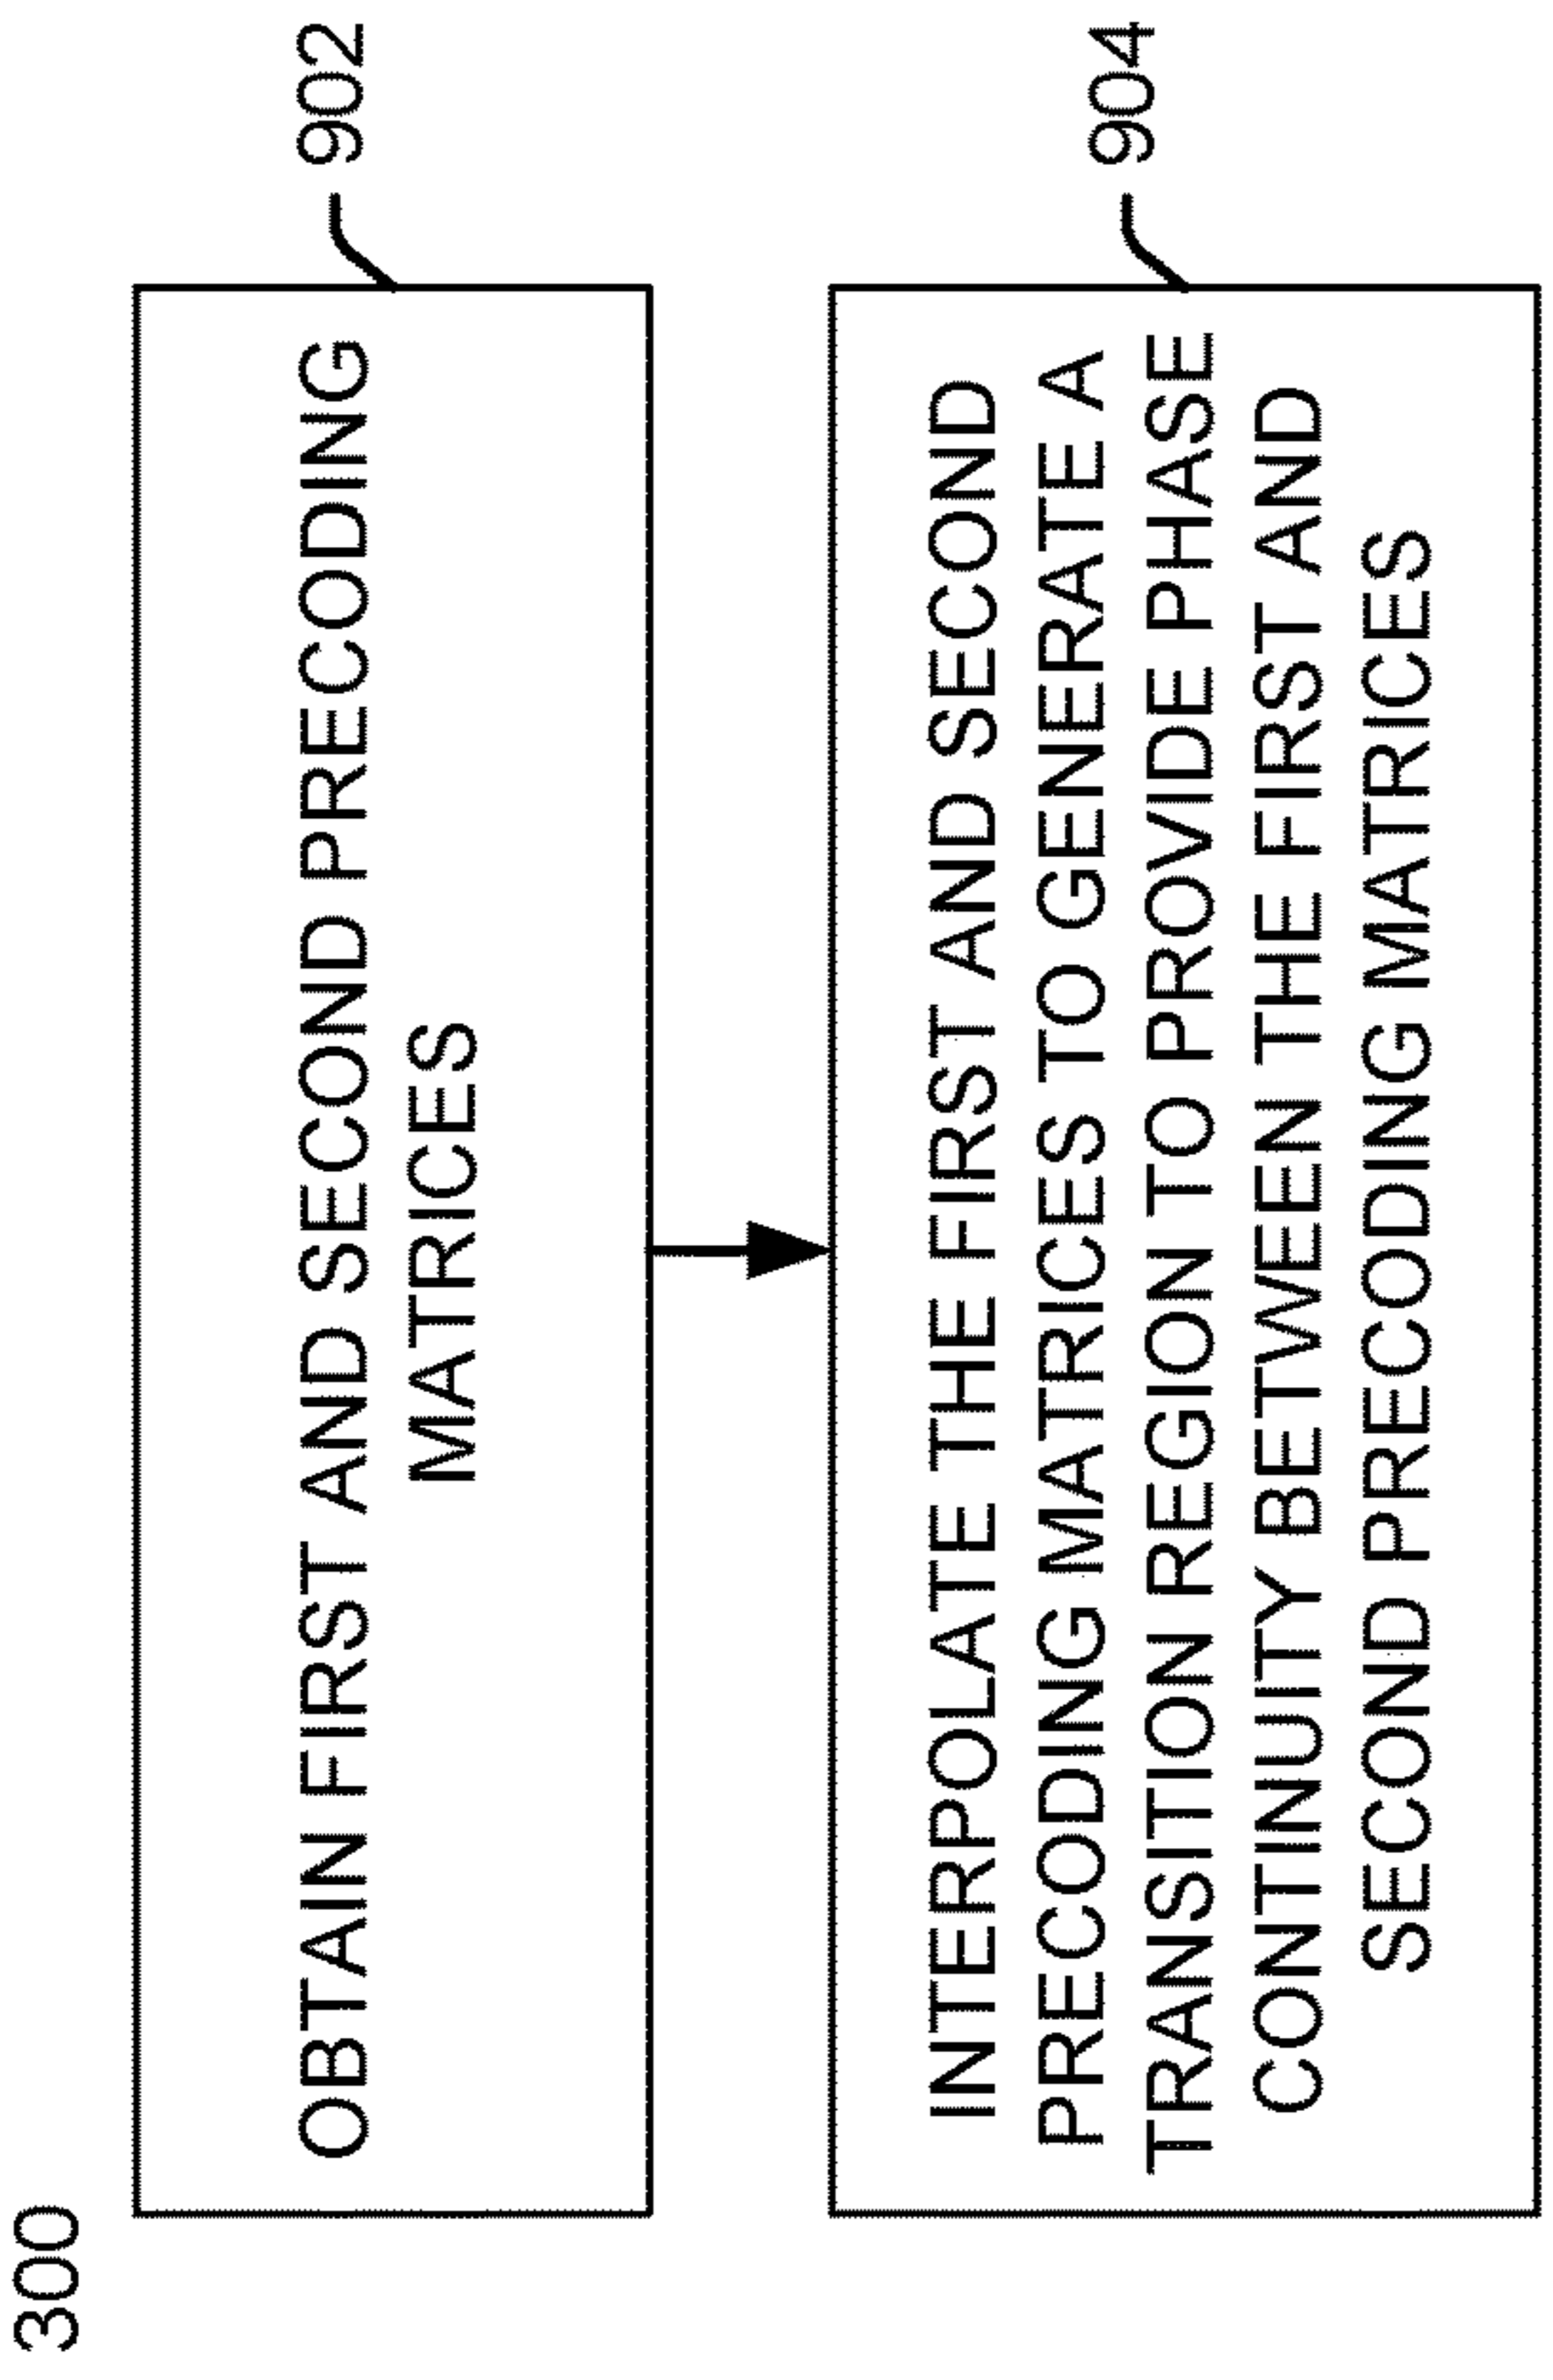 300
OBTAIN FIRST AND SECOND PRECODING
MATRICES
902
INTERPOLATE THE FIRST AND SECOND
PRECODING MATRICES TO GENERATE A
TRANSITION REGION TO PROVIDE PHASE
CONTINUITY BETWEEN THE FIRST AND
SECOND PRECODING MATRICES
904